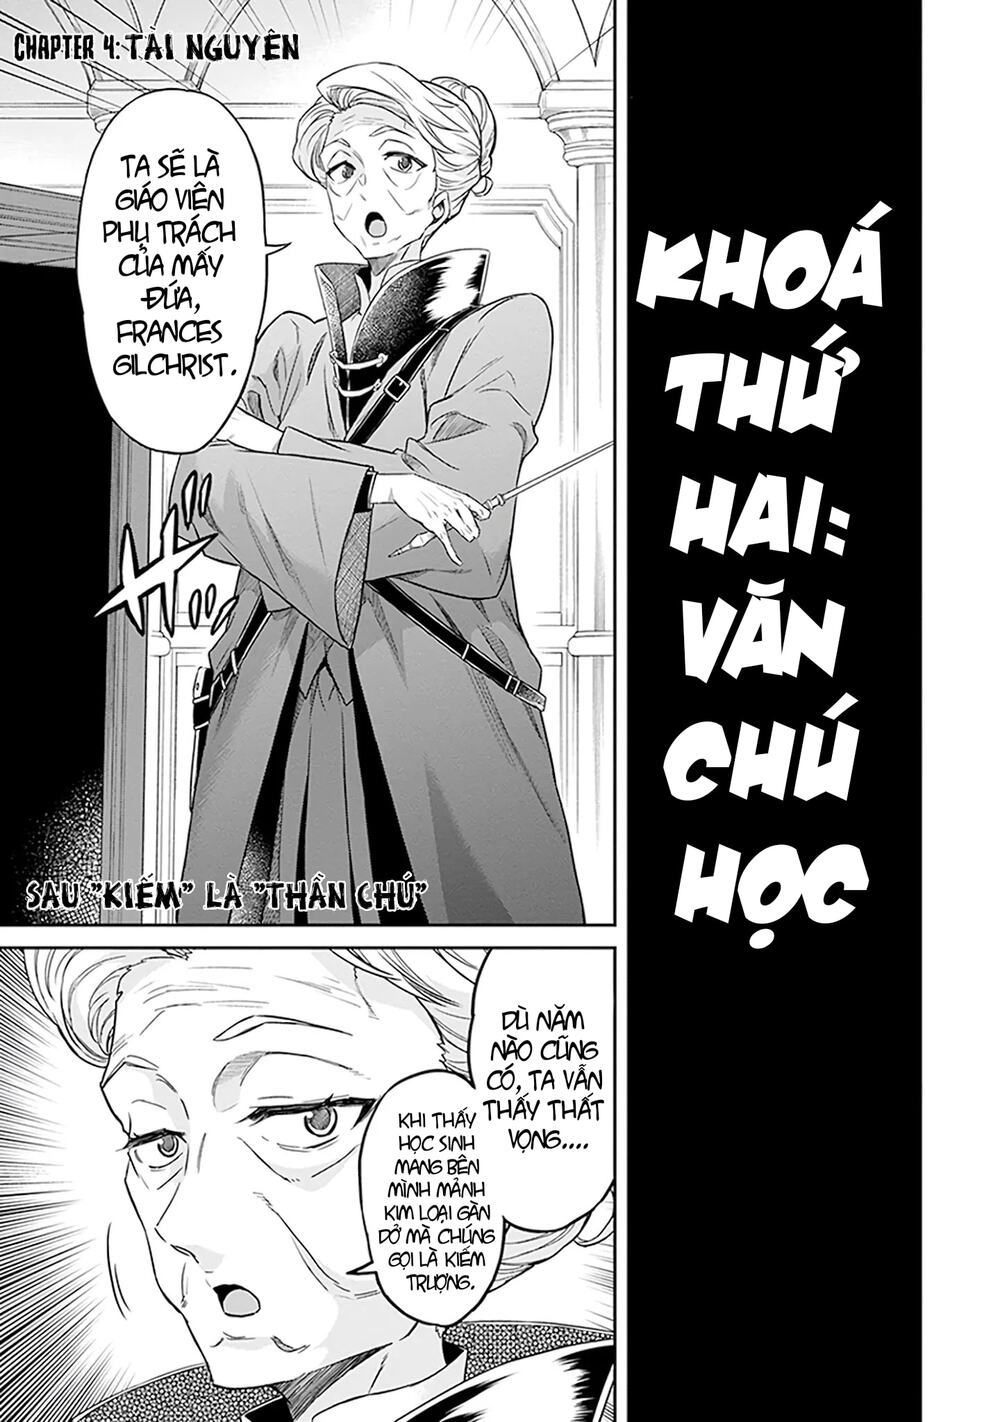 KHOÁ
THỨ
HAI:
VĂN
CHÚ
HỌC
CHAPTER 4: TÀI NGUYÊN
TA SẼ LÀ
GIÁO VIÊN
PHỤ TRÁCH
CỦA MẤY
ĐỨA,
FRANCES
GILCHRIST.
ザッ
SAU "KIẾM" LÀ "THẦN CHÚ"
DÙ NĂM
NÀO CŨNG
CÓ, TA VẪN
THẤY THẤT
VỌNG....
KHI THẤY
HỌC SINH
MANG BÊN
MÌNH MẢNH
KIM LOẠI GÀN
DỞ MÀ CHÚNG
GỌI LÀ KIẾM
TRƯỢNG.